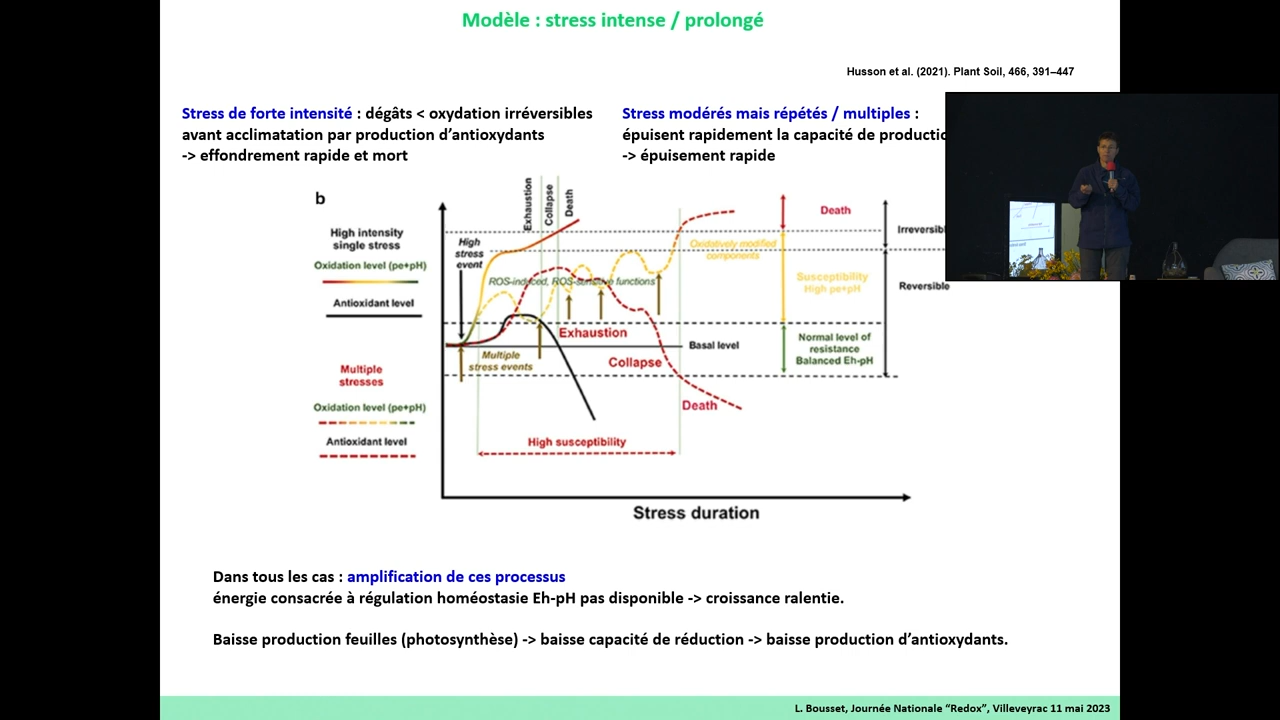 Modèle : stress intense / prolongé
Husson et al. (2021). Plant Soil, 466, 391–447
Stress de forte intensité : dégâts < oxydation irréversibles
avant acclimatation par production d'antioxydants
-> effondrement rapide et mort
Stress modérés mais répétés / multiples :
épuisent rapidement la capacité de productio
-> épuisement rapide
b
High intensity
single stress
Oxidation level (pe+pH)
Antioxidant level
Multiple
stresses
Oxidation level (pe+pH)
Antioxidant level
High
stress
event
Exhaustion
Collapse
Death
ROS-induced, ROS-sensitive functions
Multiple
stress events
Exhaustion
Collapse
Death
High susceptibility
Basal level
Oxidatively modified
components
Death
Susceptibility
High pe+pH
Normal level of
resistance
Balanced Eh-pH
Irreversibl
Reversible
Stress duration
Dans tous les cas : amplification de ces processus
énergie consacrée à régulation homéostasie Eh-pH pas disponible -> croissance ralentie.
Baisse production feuilles (photosynthèse) -> baisse capacité de réduction -> baisse production d'antioxydants.
L. Bousset, Journée Nationale "Redox", Villeveyrac 11 mai 2023